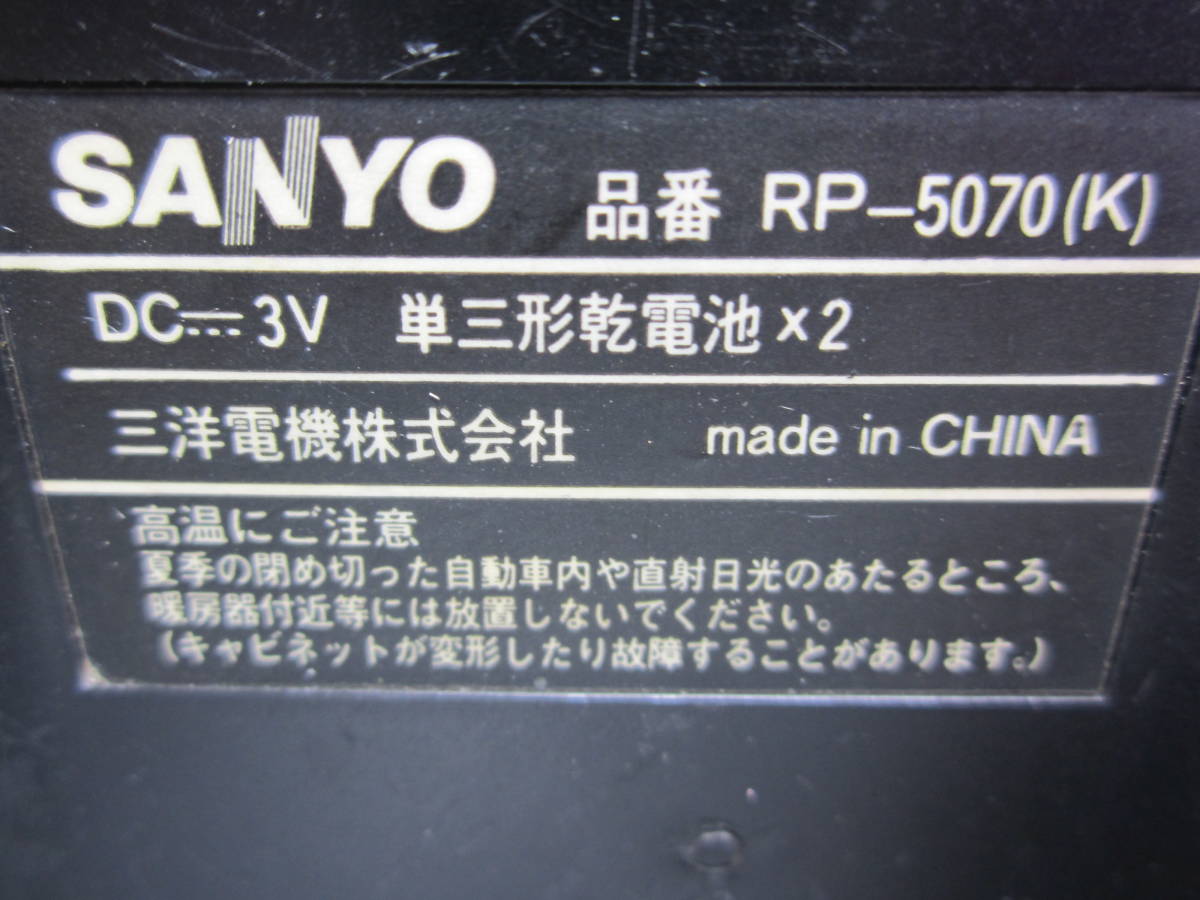 SANYO 品番 RP-5070(K)
DC⎓3V 単三形乾電池×2
三洋電機株式会社 made in CHINA
高温にご注意
夏季の閉め切った自動車内や直射日光のあたるところ、
暖房器付近等には放置しないでください。
(キャビネットが変形したり故障することがあります。)